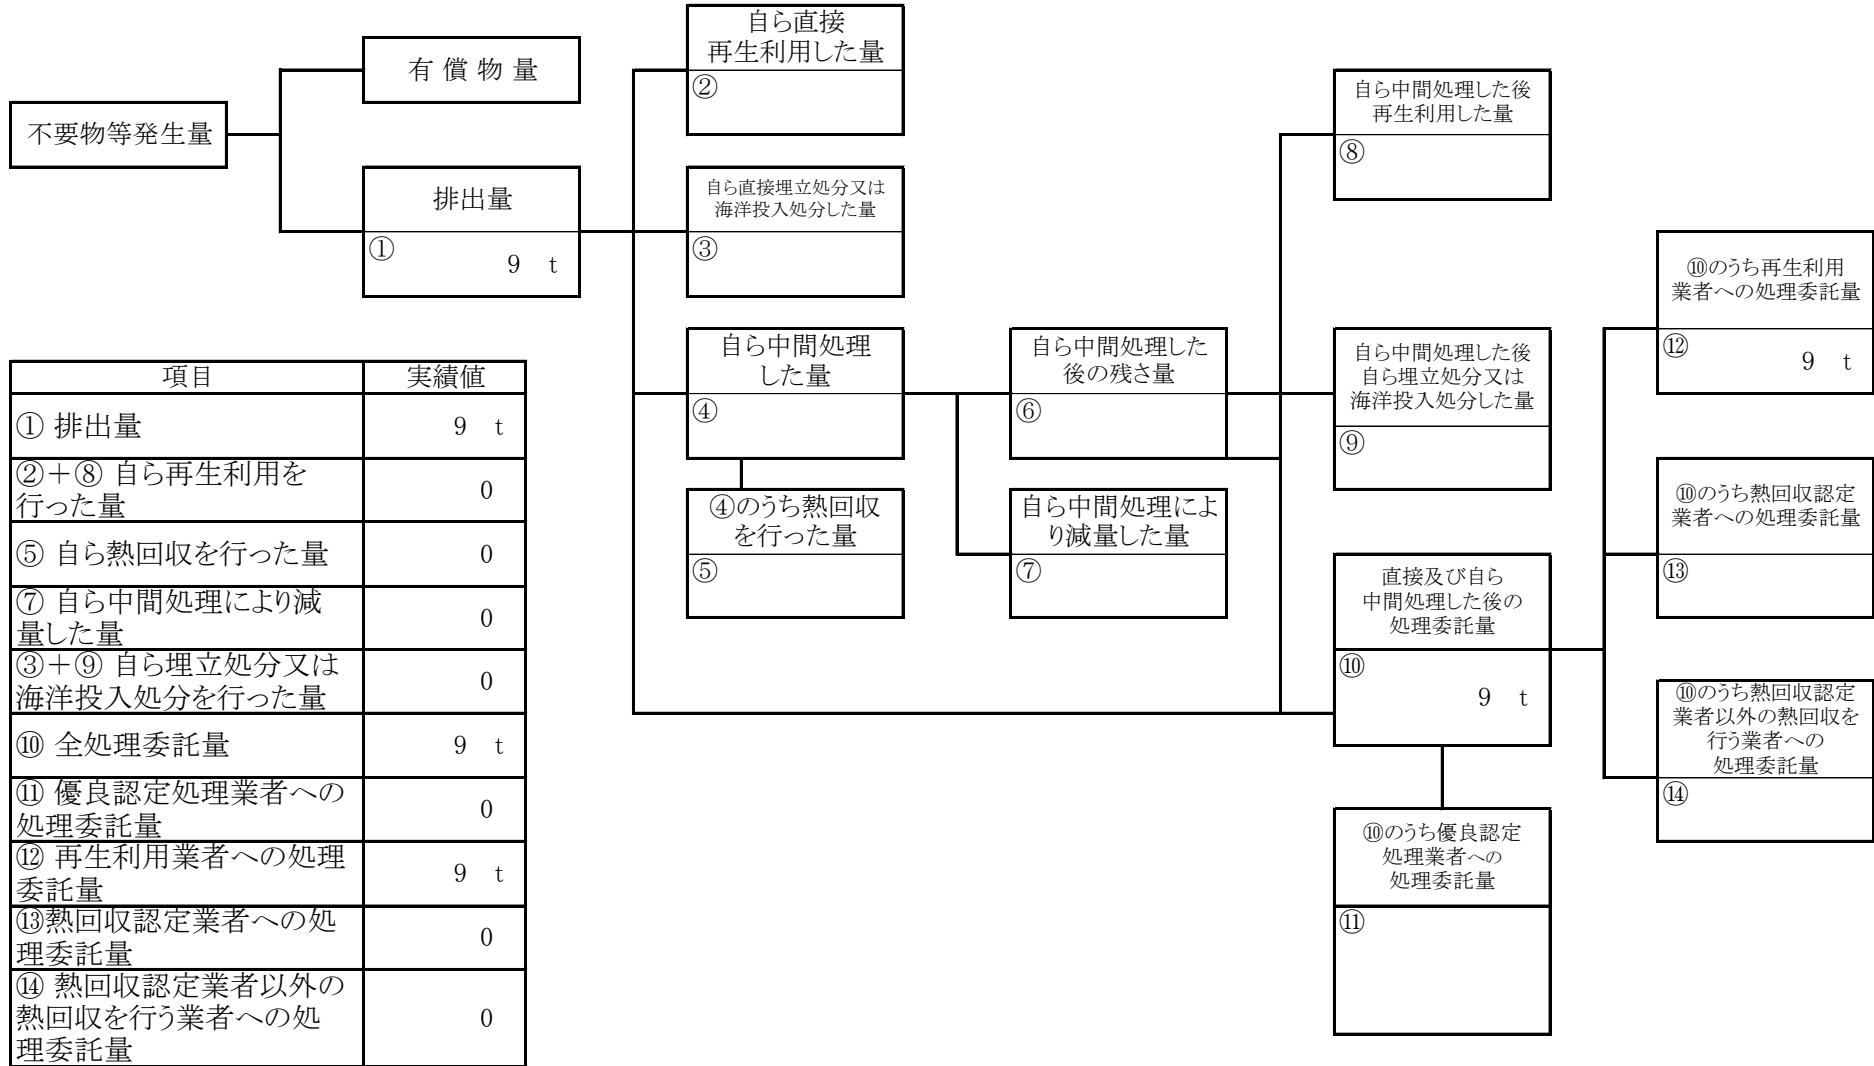 不要物等発生量
有償物量
排出量
①
9 t
自ら直接
再生利用した量
②
自ら直接埋立処分又は
海洋投入処分した量
③
自ら中間処理
した量
④
④のうち熱回収
を行った量
⑤
自ら中間処理した
後の残さ量
⑥
自ら中間処理によ
り減量した量
⑦
自ら中間処理した後
再生利用した量
⑧
自ら中間処理した後
自ら埋立処分又は
海洋投入処分した量
⑨
直接及び自ら
中間処理した後の
処理委託量
⑩
9 t
⑩のうち優良認定
処理業者への
処理委託量
⑪
⑩のうち再生利用
業者への処理委託量
⑫
9 t
⑩のうち熱回収認定
業者への処理委託量
⑬
⑩のうち熱回収認定
業者以外の熱回収を
行う業者への
処理委託量
⑭
項目 実績値
① 排出量 9 t
②+⑧ 自ら再生利用を
行った量 0
⑤ 自ら熱回収を行った量 0
⑦ 自ら中間処理により減
量した量 0
③+⑨ 自ら埋立処分又は
海洋投入処分を行った量 0
⑩ 全処理委託量 9 t
⑪ 優良認定処理業者への
処理委託量 0
⑫ 再生利用業者への処理
委託量 9 t
⑬熱回収認定業者への処
理委託量 0
⑭ 熱回収認定業者以外の
熱回収を行う業者への処
理委託量 0